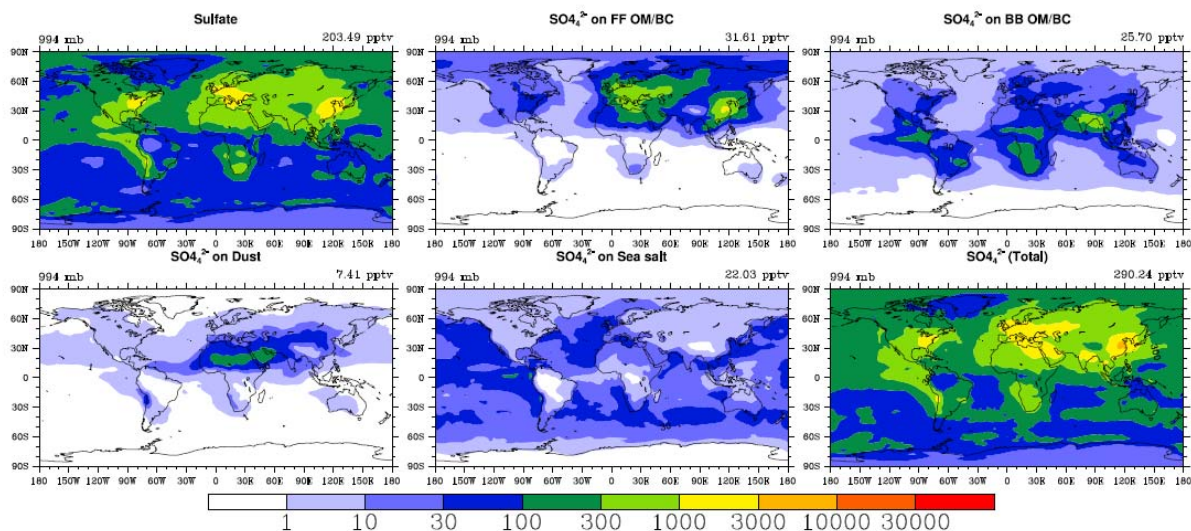 Sulfate
SO4₄²⁻ on FF OM/BC
SO4₄²⁻ on BB OM/BC
994 mb 203.49 pptv
994 mb 31.61 pptv
994 mb 25.70 pptv
90N
60N
30N
0
30S
60S
90S
180 150W 120W 90W 60W 30W 0 30E 60E 90E 120E 150E 180
90N
60N
30N
0
30S
60S
90S
180 150W 120W 90W 60W 30W 0 30E 60E 90E 120E 150E 180
90N
60N
30N
0
30S
60S
90S
180 150W 120W 90W 60W 30W 0 30E 60E 90E 120E 150E 180
SO4₄²⁻ on Dust
SO4₄²⁻ on Sea salt
SO4₄²⁻ (Total)
994 mb 7.41 pptv
994 mb 22.03 pptv
994 mb 290.24 pptv
90N
60N
30N
0
30S
60S
90S
180 150W 120W 90W 60W 30W 0 30E 60E 90E 120E 150E 180
90N
60N
30N
0
30S
60S
90S
180 150W 120W 90W 60W 30W 0 30E 60E 90E 120E 150E 180
90N
60N
30N
0
30S
60S
90S
180 150W 120W 90W 60W 30W 0 30E 60E 90E 120E 150E 180
1 10 30 100 300 1000 3000 10000 30000